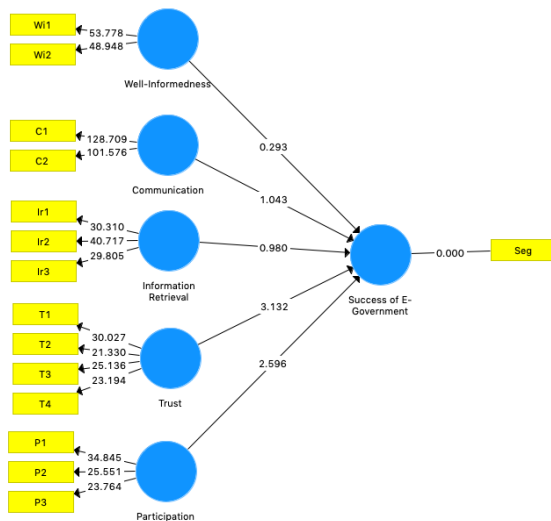 Wi1
53.778
48.948
Wi2
Well-Informedness
0.293
C1
128.709
101.576
C2
Communication
1.043
Ir1
30.310
Ir2
40.717
29.805
Ir3
0.980
Information
Retrieval
0.000
Seg
Success of E-
Government
T1
30.027
T2
21.330
25.136
T3
23.194
T4
Trust
3.132
2.596
P1
34.845
P2
25.551
23.764
P3
Participation